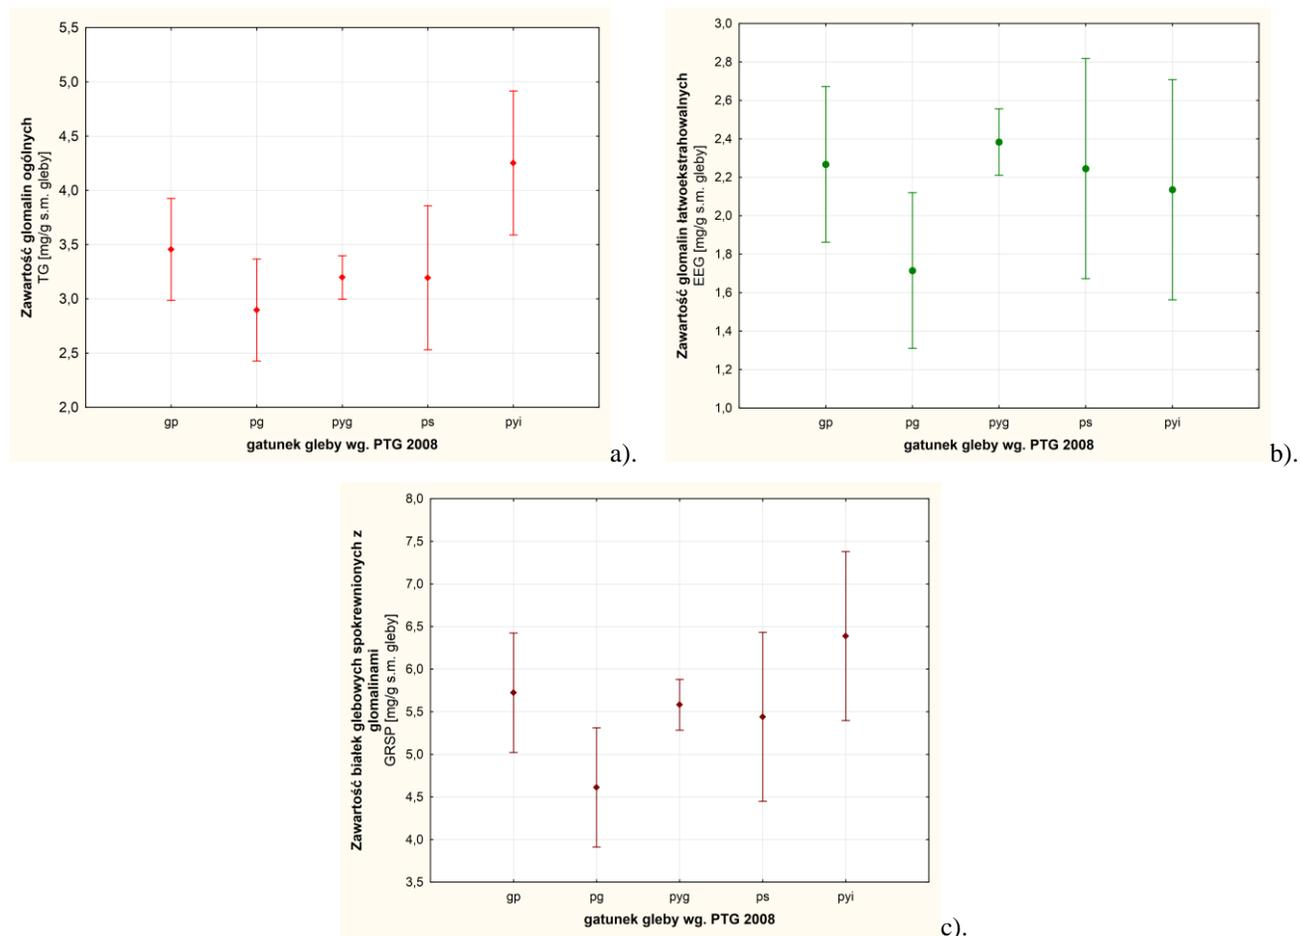 5,5
5,0
4,5
4,0
3,5
3,0
2,5
2,0
Zawartość glomalin ogólnych
TG [mg/g s.m. gleby]
gp pg pyg ps pyi
gatunek gleby wg. PTG 2008
a).
3,0
2,8
2,6
2,4
2,2
2,0
1,8
1,6
1,4
1,2
1,0
Zawartość glomalin łatwoekstrahowalnych
EEG [mg/g s.m. gleby]
gp pg pyg ps pyi
gatunek gleby wg. PTG 2008
b).
8,0
7,5
7,0
6,5
6,0
5,5
5,0
4,5
4,0
3,5
Zawartość białek glebowych spokrewnionych z
glomalinami
GRSP [mg/g s.m. gleby]
gp pg pyg ps pyi
gatunek gleby wg. PTG 2008
c).